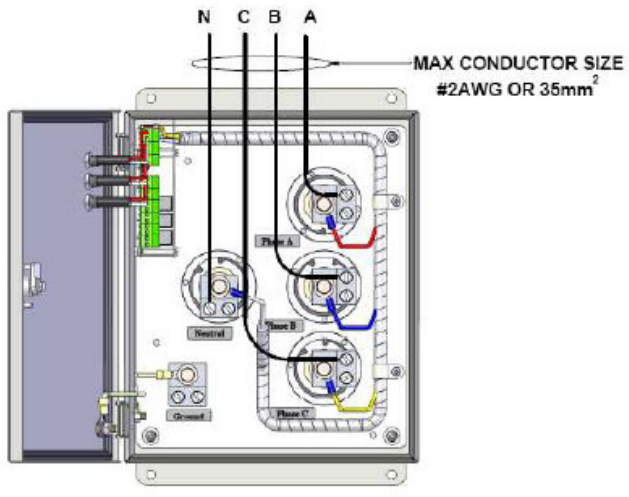 N C B A
MAX CONDUCTOR SIZE
#2AWG OR 35mm²
Phase A
Neutral
Phase B
Ground
Phase C